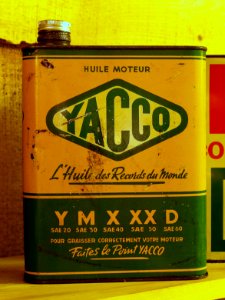 HUILE MOTEUR
YACCO
L'Huile des Records du Monde
Y M X XX D
SAE 20 SAE 30 SAE 40 SAE 50 SAE 60
POUR GRAISSER CORRECTEMENT VOTRE MOTEUR
Faites le Point YACCO